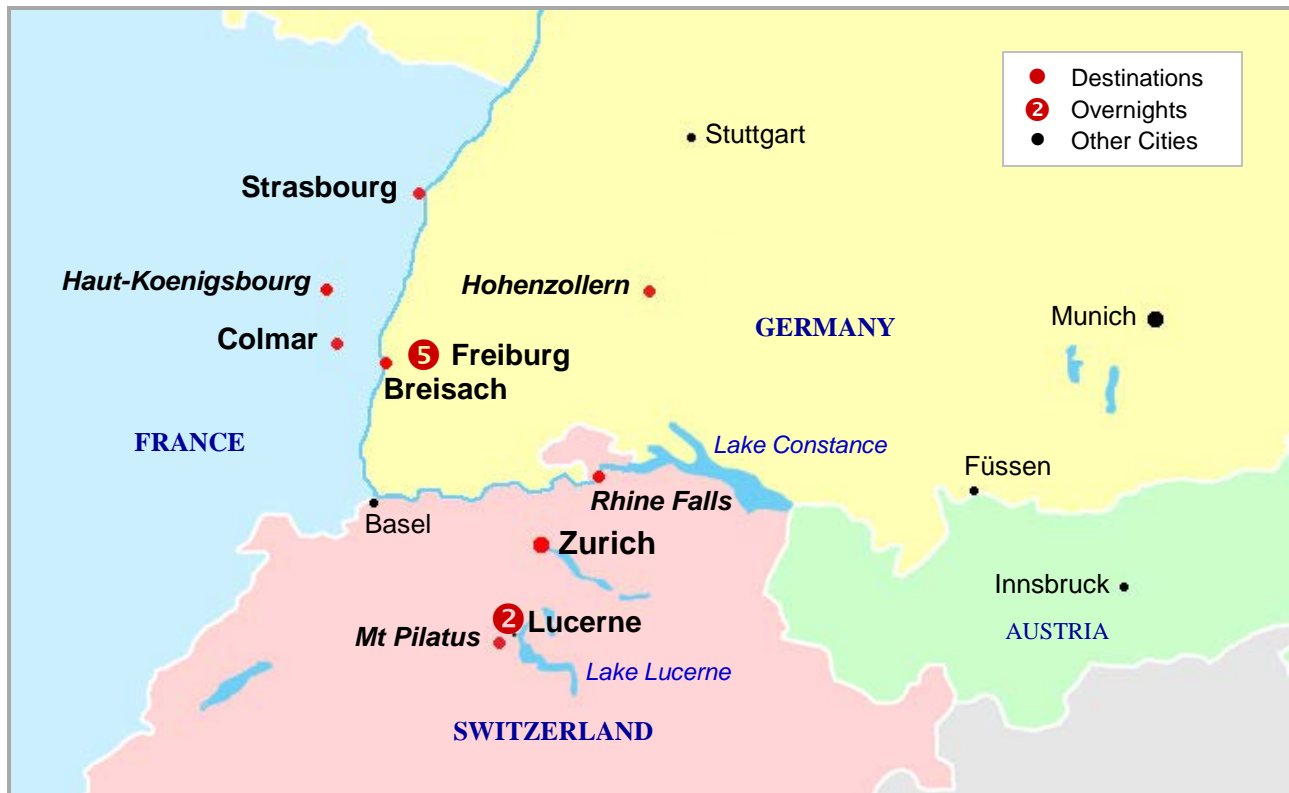 Destinations
2 Overnights
Other Cities
Stuttgart
Strasbourg
Haut-Koenigsbourg
Hohenzollern
Munich
GERMANY
Colmar
5 Freiburg
Breisach
FRANCE
Lake Constance
Füssen
Rhine Falls
Basel
Zurich
Innsbruck
2 Lucerne
Mt Pilatus
AUSTRIA
Lake Lucerne
SWITZERLAND